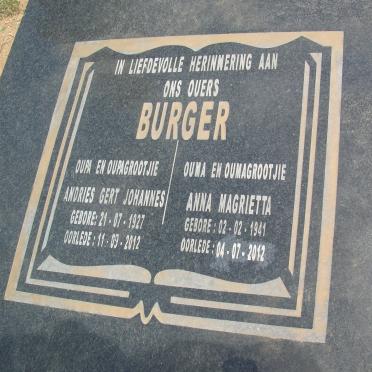 IN LIEFDEVOLLE HERINNERING AAN
ONS OUERS
BURGER
OUPA EN OUPAGROOTJIE
ANDRIES GERT JOHANNES
GEBORE: 21 - 07 - 1927
OORLEDE : 11 - 03 - 2012
OUMA EN OUMAGROOTJIE
ANNA MAGRIETTA
GEBORE : 02 - 02 - 1941
OORLEDE : 04 - 07 - 2012